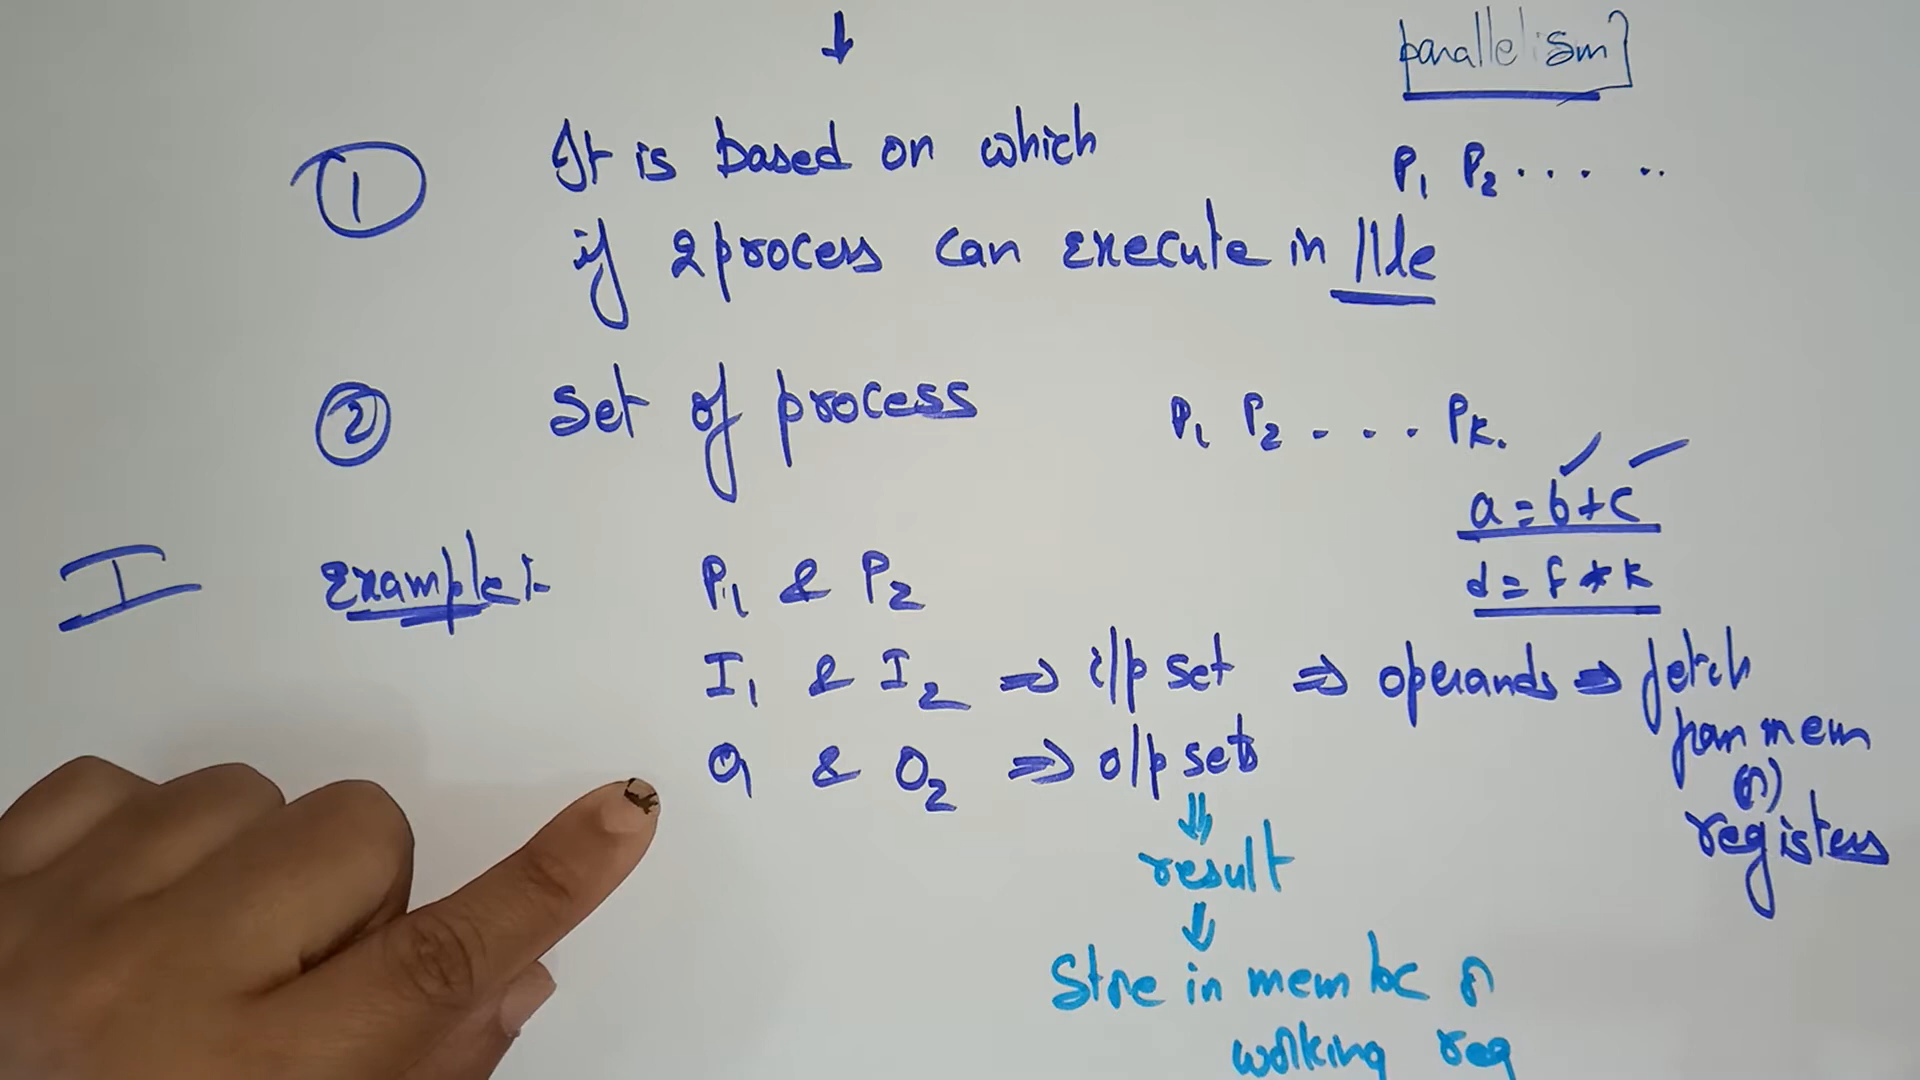 parallelism]
P1 P2 . . . . ..
① It is based on which
if 2 process can execute in ||le
② Set of process P1 P2 . . . . Pk.
a = b + c
d = f * k
I Example:- P1 & P2
I1 & I2 ⇒ i/p set ⇒ operands ⇒ fetch
from mem
(or)
registers
O1 & O2 ⇒ o/p sets
⇓
result
⇓
Store in mem loc or
working reg